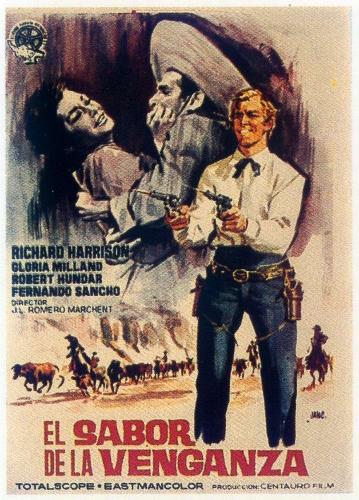 RICHARD HARRISON
GLORIA MILLAND
ROBERT HUNDAR
FERNANDO SANCHO
DIRECTOR
J.L. ROMERO MARCHENT
JANO
EL SABOR
DE LA VENGANZA
TOTALSCOPE - EASTMANCOLOR PRODUCCION: CENTAURO FILM